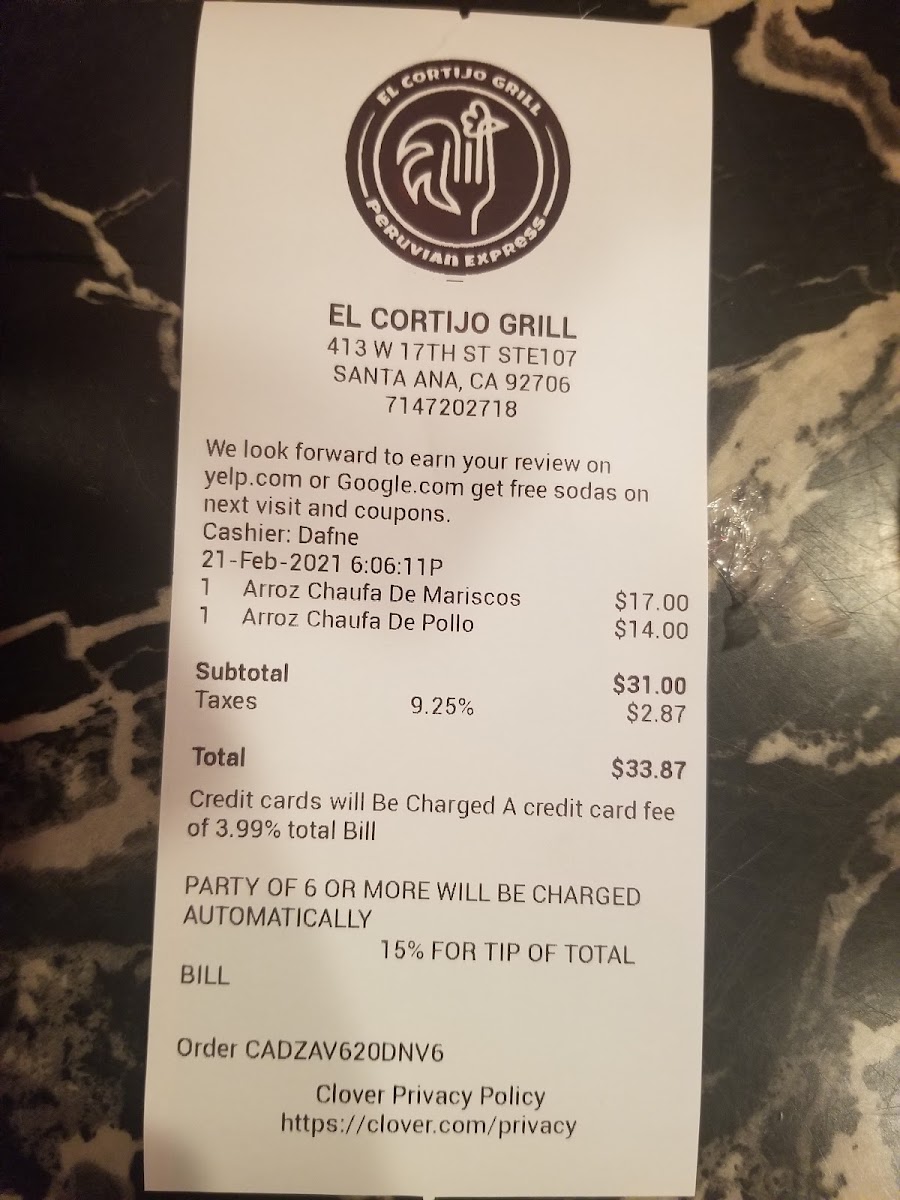 EL CORTIJO GRILL
PERUVIAN EXPRESS
EL CORTIJO GRILL
413 W 17TH ST STE107
SANTA ANA, CA 92706
7147202718
We look forward to earn your review on
yelp.com or Google.com get free sodas on
next visit and coupons.
Cashier: Dafne
21-Feb-2021 6:06:11P
1 Arroz Chaufa De Mariscos $17.00
1 Arroz Chaufa De Pollo $14.00
Subtotal $31.00
Taxes 9.25% $2.87
Total $33.87
Credit cards will Be Charged A credit card fee
of 3.99% total Bill
PARTY OF 6 OR MORE WILL BE CHARGED
AUTOMATICALLY
15% FOR TIP OF TOTAL
BILL
Order CADZAV620DNV6
Clover Privacy Policy
https://clover.com/privacy